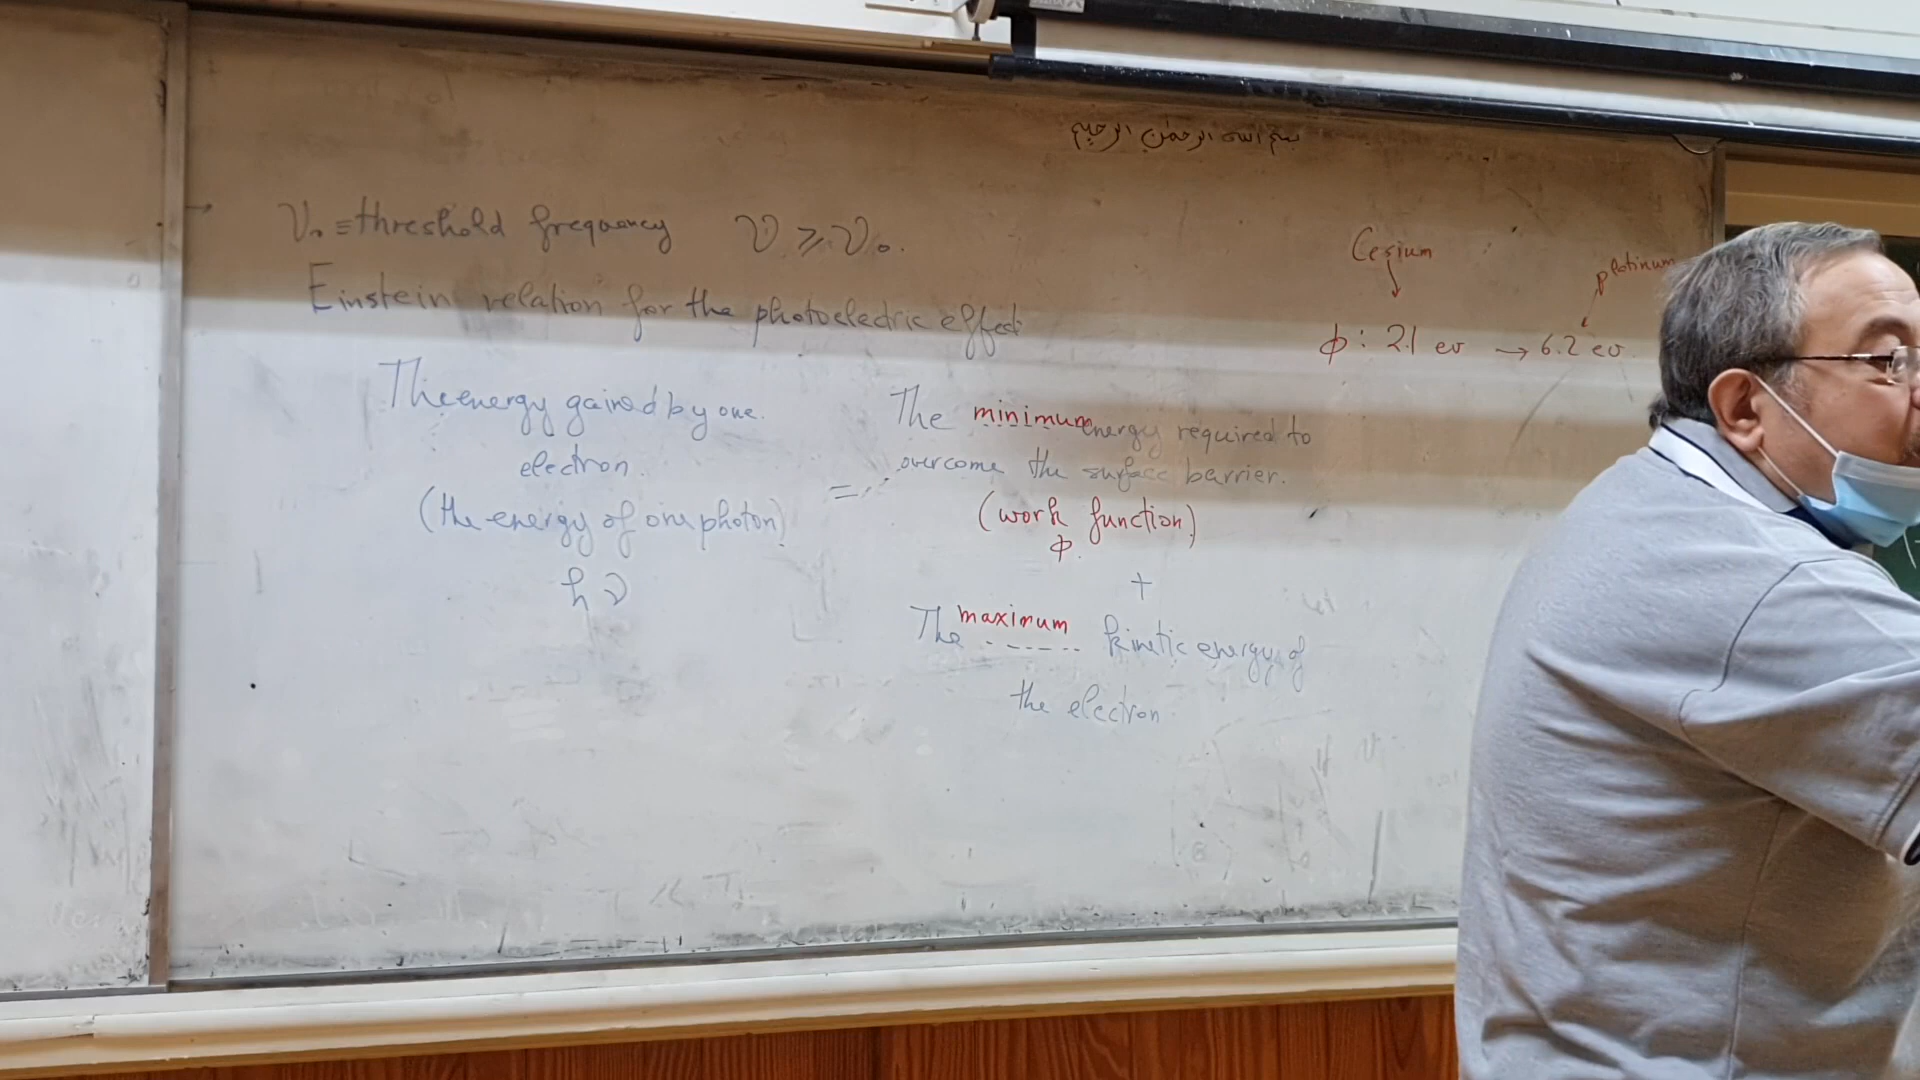 بسم الله الرحمن الرحيم
ν₀ ≡ threshold frequency ν ⩾ ν₀.
Einstein relation for the photoelectric effect
Cesium
platinum
ϕ : 2.1 ev → 6.2 ev
The energy gained by one
electron.
(the energy of one photon)
hν
=
The minimum energy required to
overcome the surface barrier.
(work function)
ϕ
+
The maximum kinetic energy of
the electron.